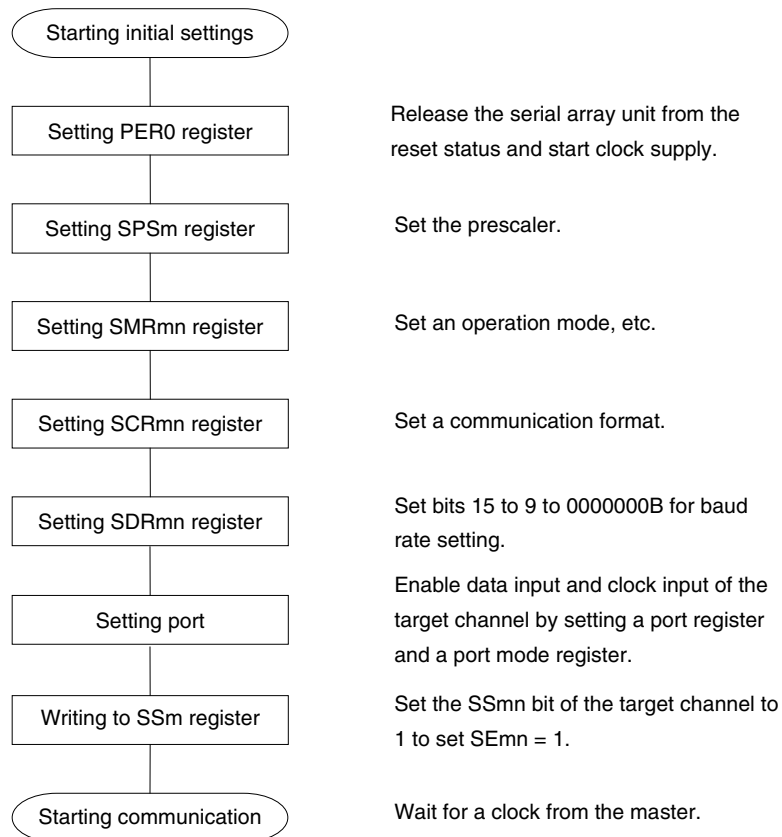 Starting initial settings
Setting PER0 register
Release the serial array unit from the
reset status and start clock supply.
Setting SPSm register
Set the prescaler.
Setting SMRmn register
Set an operation mode, etc.
Setting SCRmn register
Set a communication format.
Setting SDRmn register
Set bits 15 to 9 to 0000000B for baud
rate setting.
Setting port
Enable data input and clock input of the
target channel by setting a port register
and a port mode register.
Writing to SSm register
Set the SSmn bit of the target channel to
1 to set SEmn = 1.
Starting communication
Wait for a clock from the master.